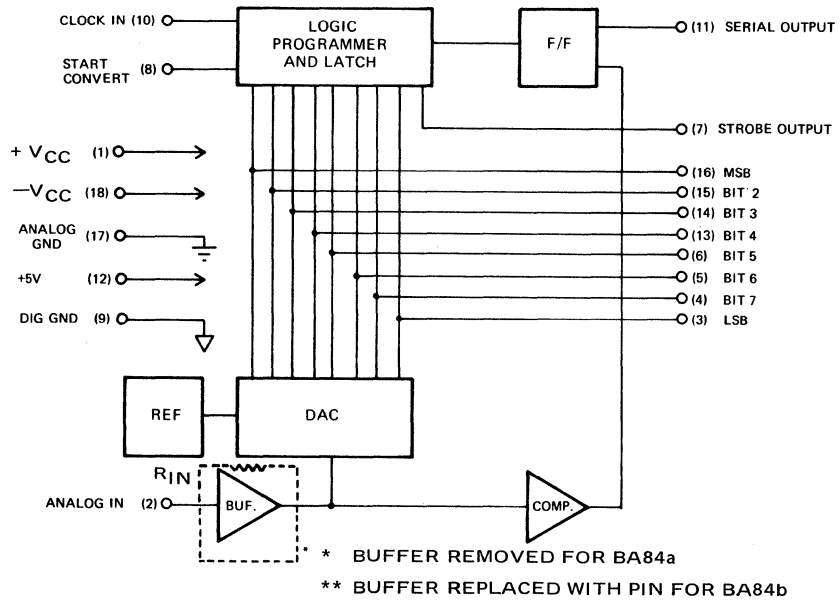 CLOCK IN (10)
LOGIC
PROGRAMMER
AND LATCH
F/F
(11) SERIAL OUTPUT
START
CONVERT (8)
(7) STROBE OUTPUT
+ VCC (1)
(16) MSB
—VCC (18)
(15) BIT 2
(14) BIT 3
ANALOG
GND (17)
(13) BIT 4
(6) BIT 5
+5V (12)
(5) BIT 6
(4) BIT 7
DIG GND (9)
(3) LSB
REF
DAC
RIN
ANALOG IN (2)
BUF.
COMP.
* BUFFER REMOVED FOR BA84a
** BUFFER REPLACED WITH PIN FOR BA84b